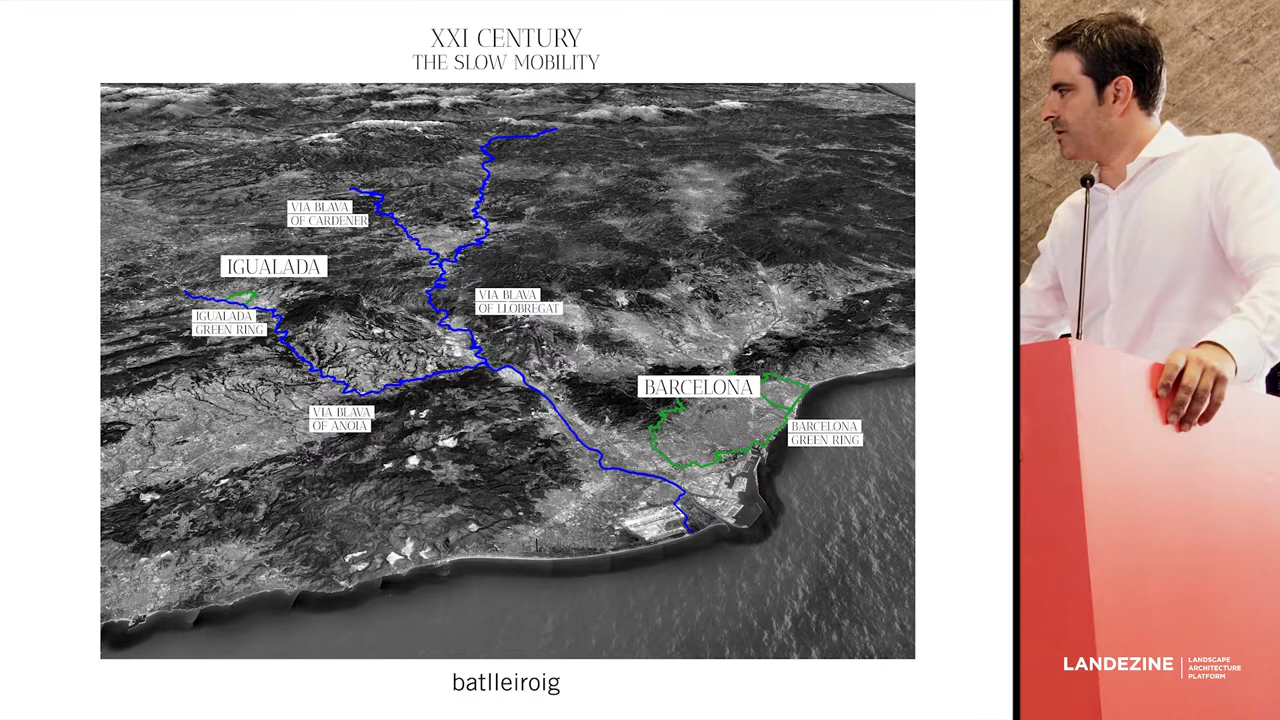 XXI CENTURY
THE SLOW MOBILITY
VIA BLAVA
OF CARDENER
IGUALADA
IGUALADA
GREEN RING
VIA BLAVA
OF LLOBREGAT
VIA BLAVA
OF ANOIA
BARCELONA
BARCELONA
GREEN RING
batlleiroig
LANDEZINE
LANDSCAPE
ARCHITECTURE
PLATFORM